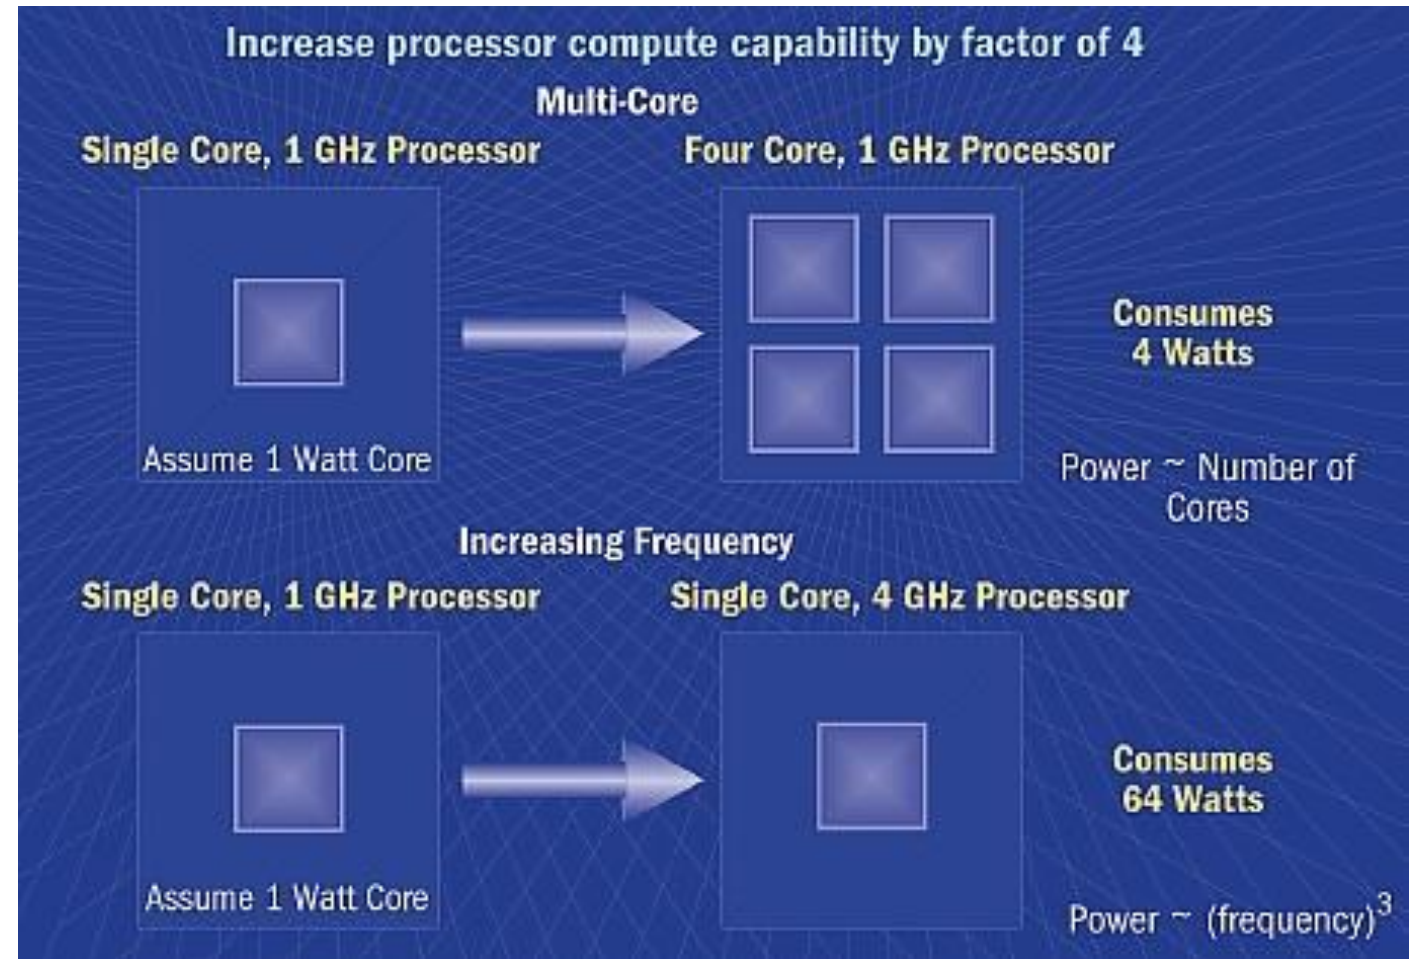 Increase processor compute capability by factor of 4
Multi-Core
Single Core, 1 GHz Processor
Four Core, 1 GHz Processor
Assume 1 Watt Core
Consumes
4 Watts
Power ~ Number of
Cores
Increasing Frequency
Single Core, 1 GHz Processor
Single Core, 4 GHz Processor
Assume 1 Watt Core
Consumes
64 Watts
Power ~ (frequency)³